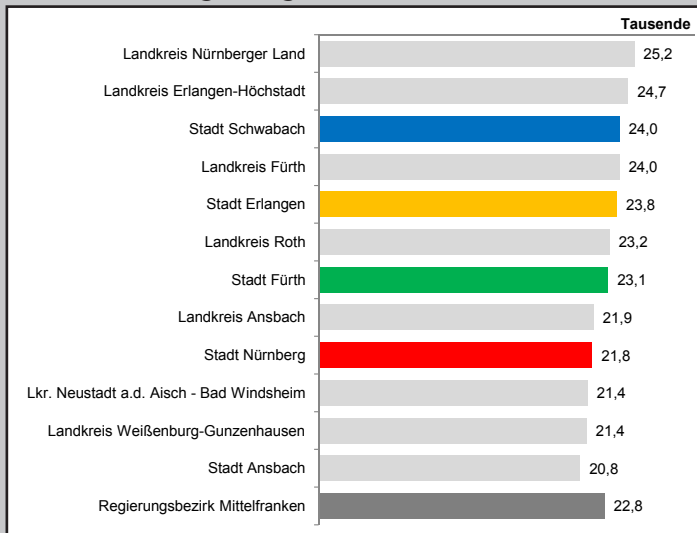 Tausende
Landkreis Nürnberger Land 25,2
Landkreis Erlangen-Höchstadt 24,7
Stadt Schwabach 24,0
Landkreis Fürth 24,0
Stadt Erlangen 23,8
Landkreis Roth 23,2
Stadt Fürth 23,1
Landkreis Ansbach 21,9
Stadt Nürnberg 21,8
Lkr. Neustadt a.d. Aisch - Bad Windsheim 21,4
Landkreis Weißenburg-Gunzenhausen 21,4
Stadt Ansbach 20,8
Regierungsbezirk Mittelfranken 22,8